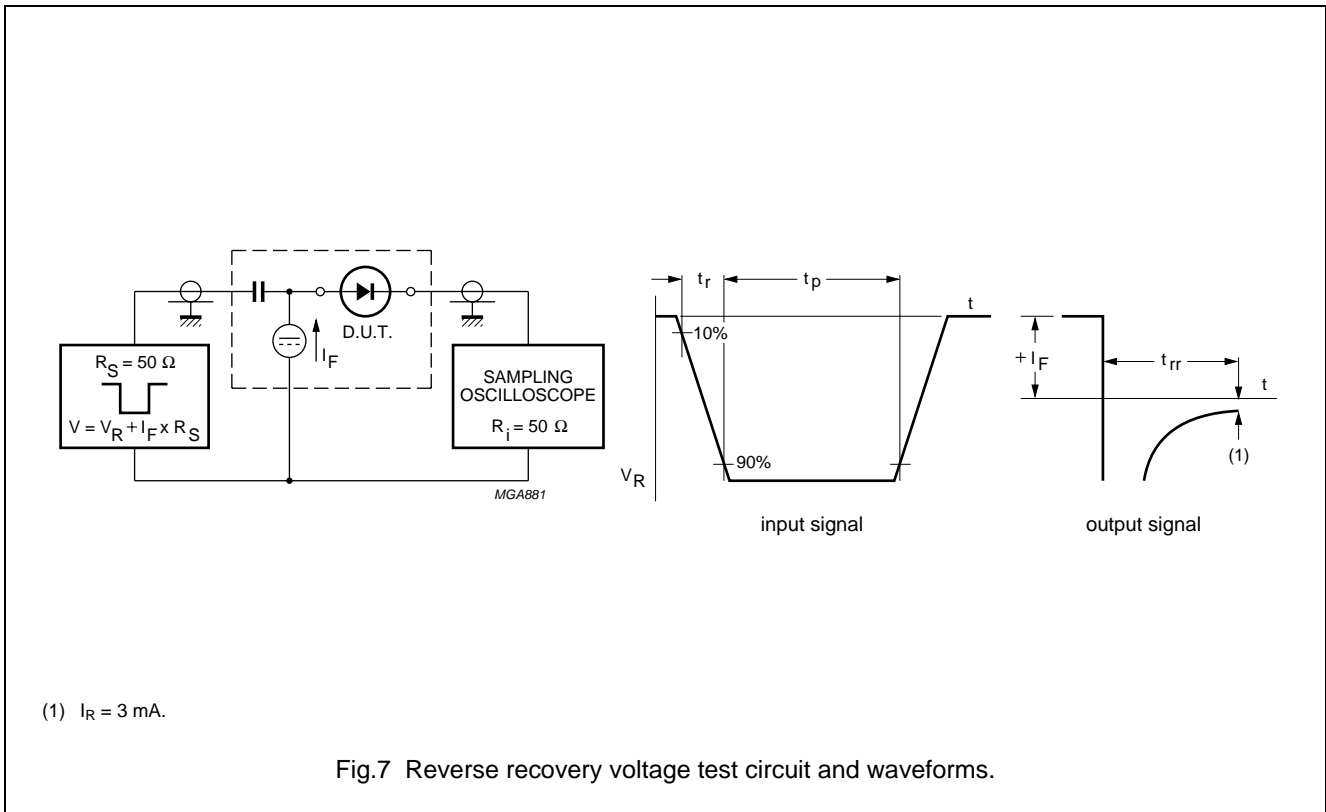 R_S = 50 Ω
V = V_R + I_F x R_S
I_F
D.U.T.
SAMPLING
OSCILLOSCOPE
R_i = 50 Ω
MGA881
t_r
t_p
t
10%
90%
V_R
input signal
+ I_F
t_rr
t
(1)
output signal
(1) I_R = 3 mA.
Fig.7 Reverse recovery voltage test circuit and waveforms.